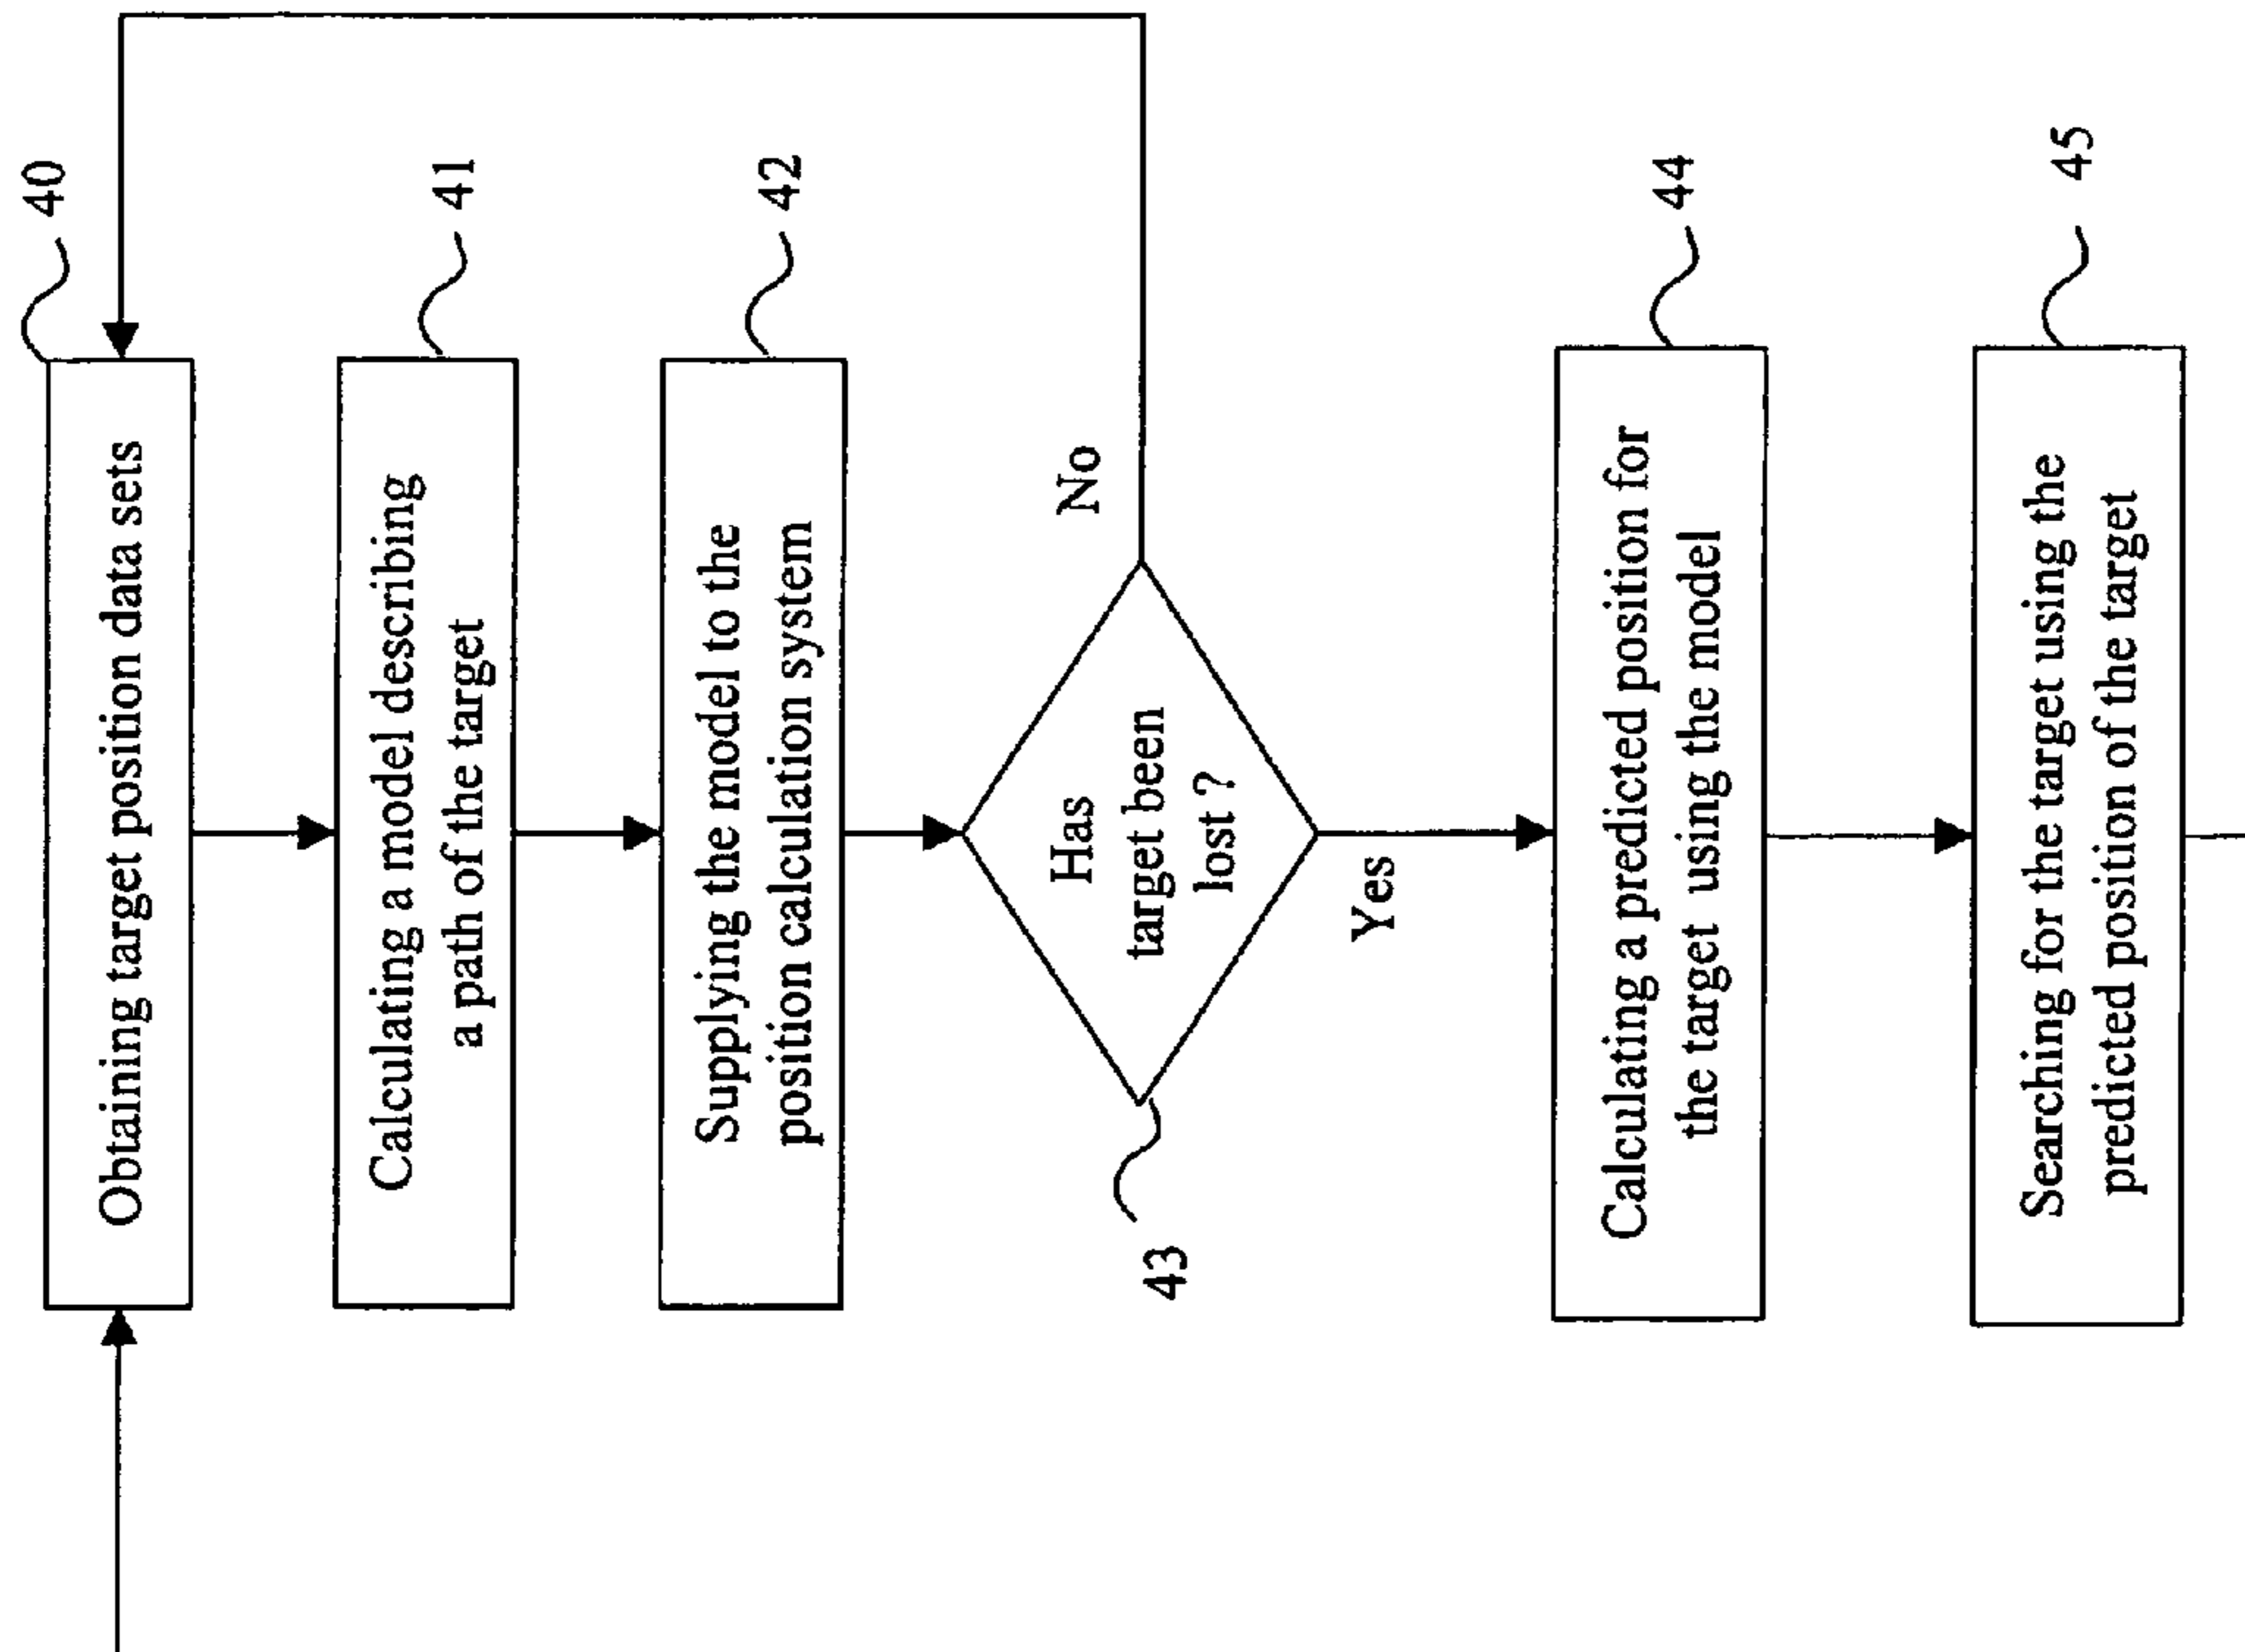 40
Obtaining target position data sets
41
Calculating a model describing
a path of the target
42
Supplying the model to the
position calculation system
43
Has
target been
lost ?
No
Yes
44
Calculating a predicted position for
the target using the model
45
Searching for the target using the
predicted position of the target